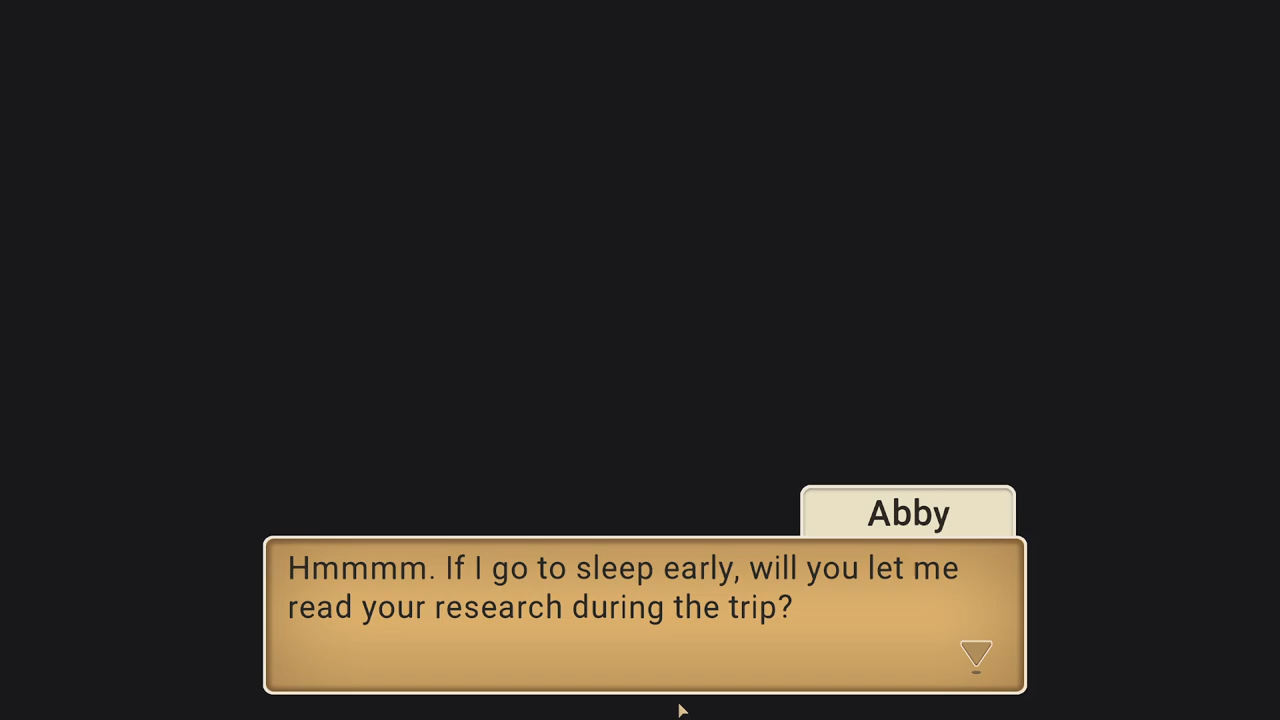 Abby
Hmmmm. If I go to sleep early, will you let me
read your research during the trip?